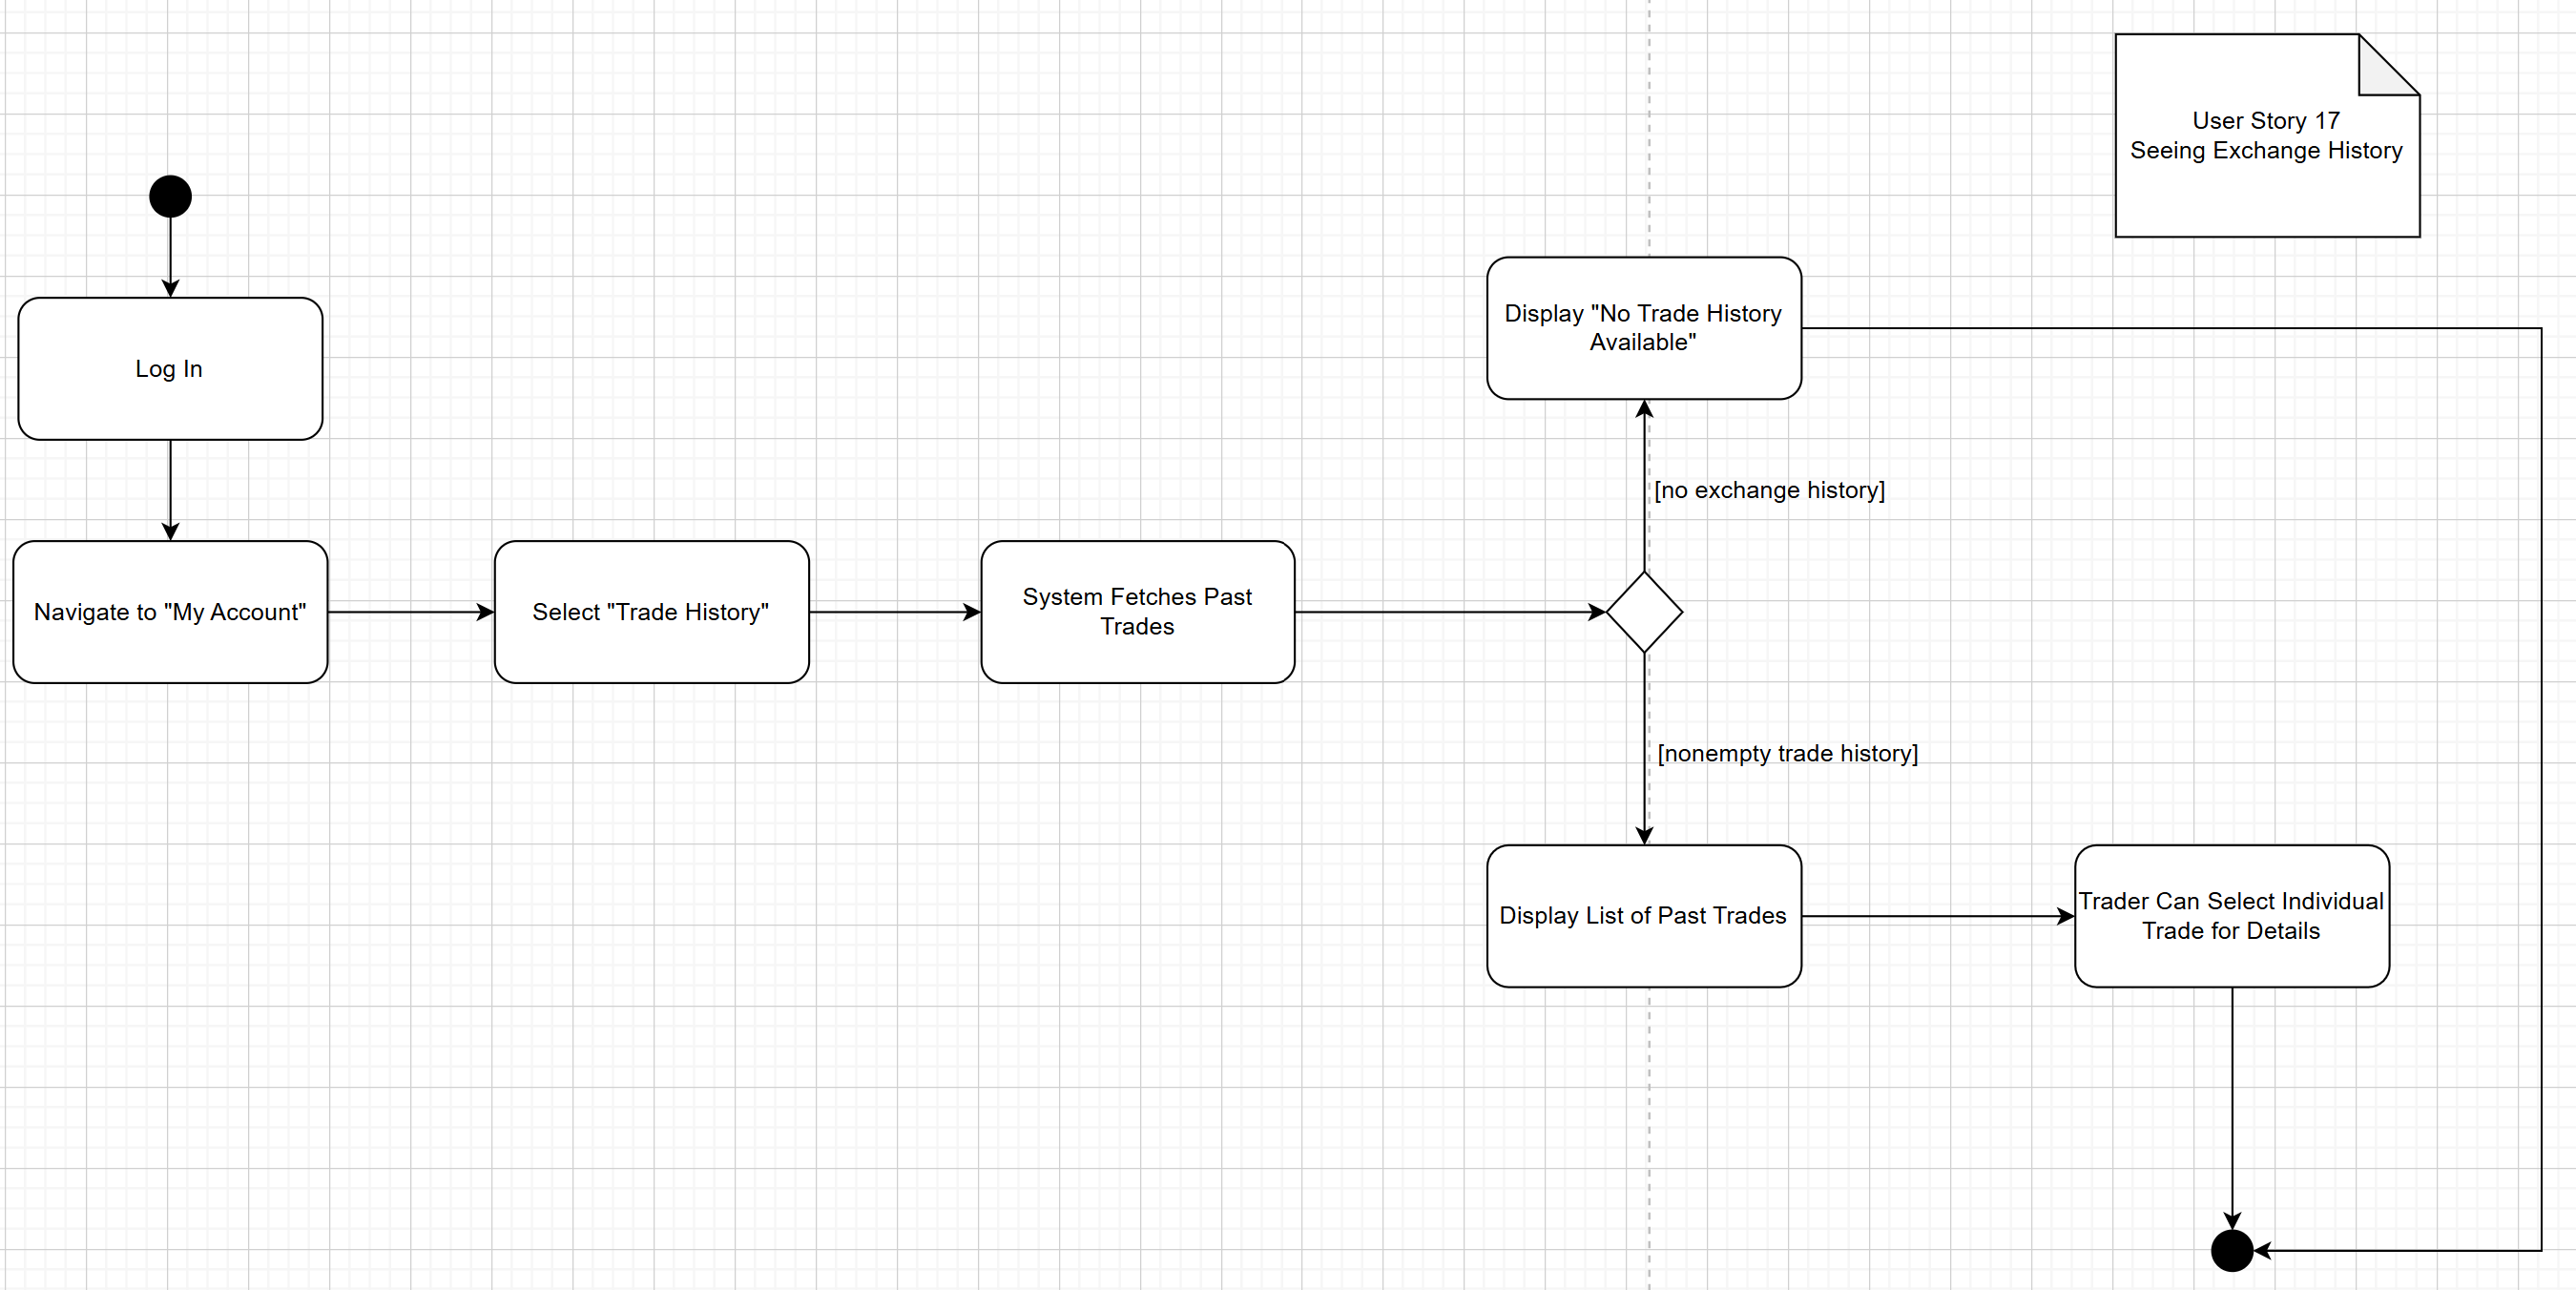 User Story 17
Seeing Exchange History
Log In
Navigate to "My Account"
Select "Trade History"
System Fetches Past
Trades
Display "No Trade History
Available"
[no exchange history]
[nonempty trade history]
Display List of Past Trades
Trader Can Select Individual
Trade for Details